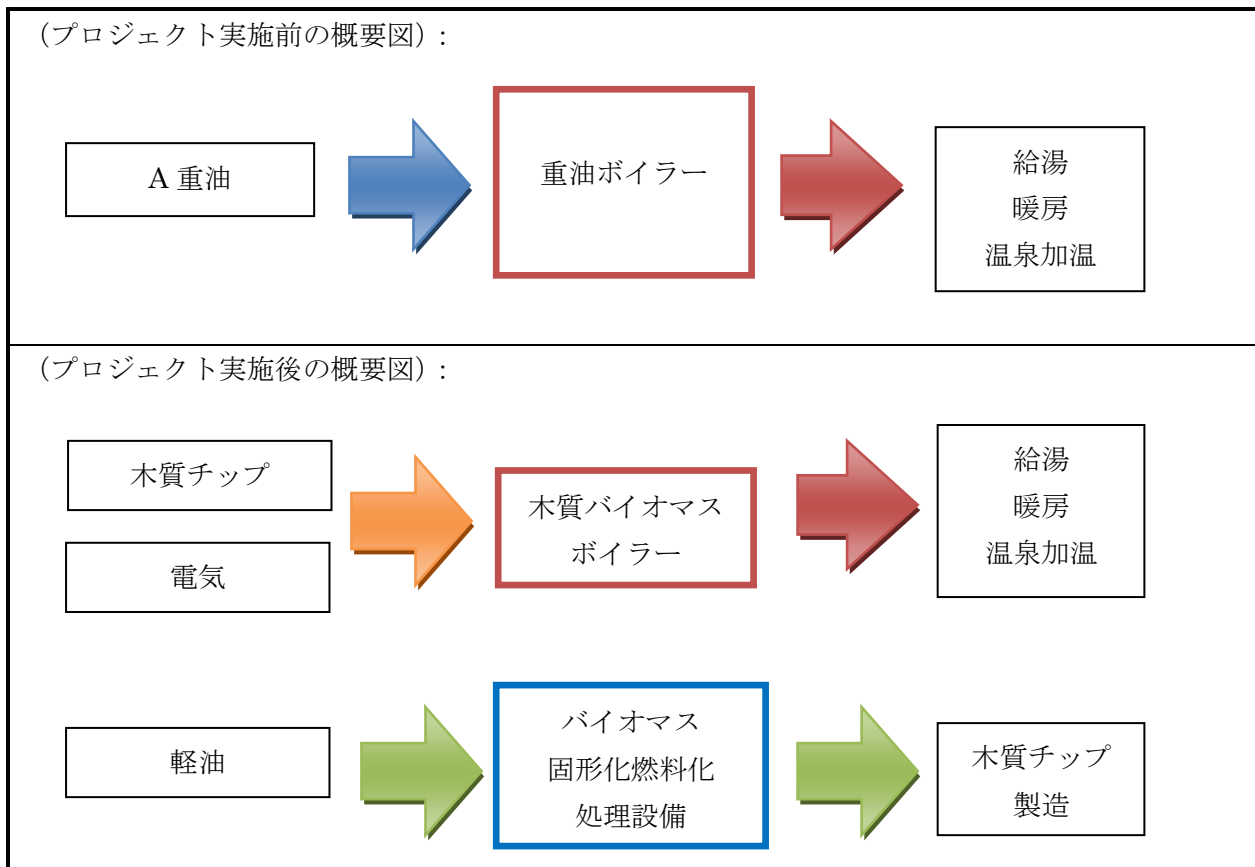 （プロジェクト実施前の概要図）:
A 重油
重油ボイラー
給湯
暖房
温泉加温
（プロジェクト実施後の概要図）:
木質チップ
電気
木質バイオマス
ボイラー
給湯
暖房
温泉加温
軽油
バイオマス
固形化燃料化
処理設備
木質チップ
製造